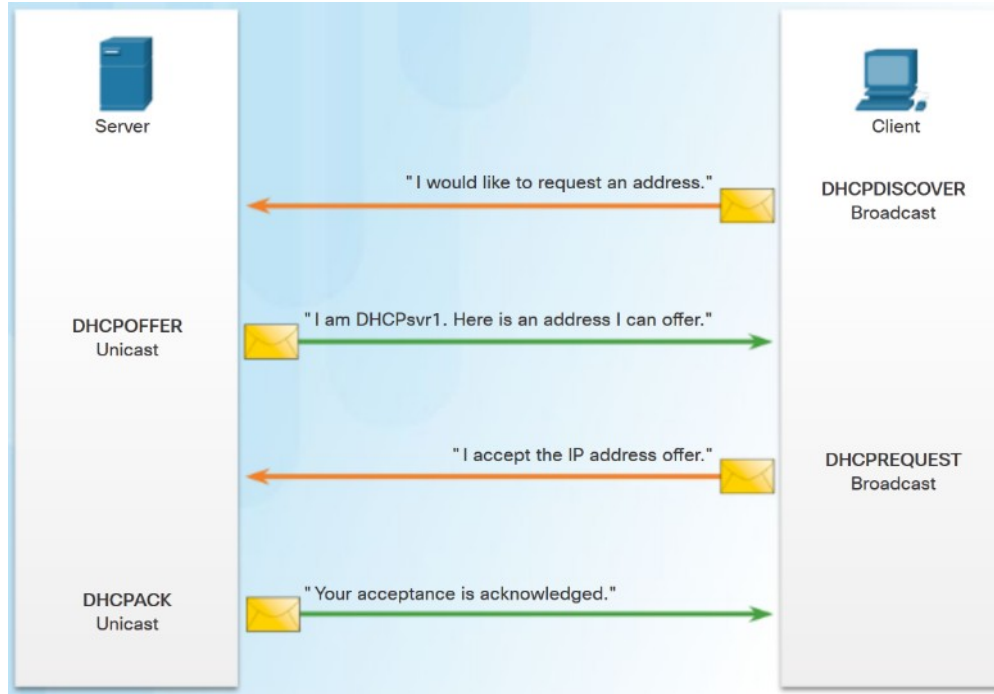 Server
Client
"I would like to request an address."
DHCPDISCOVER
Broadcast
DHCPOFFER
Unicast
"I am DHCPsvr1. Here is an address I can offer."
"I accept the IP address offer."
DHCPREQUEST
Broadcast
DHCPACK
Unicast
"Your acceptance is acknowledged."